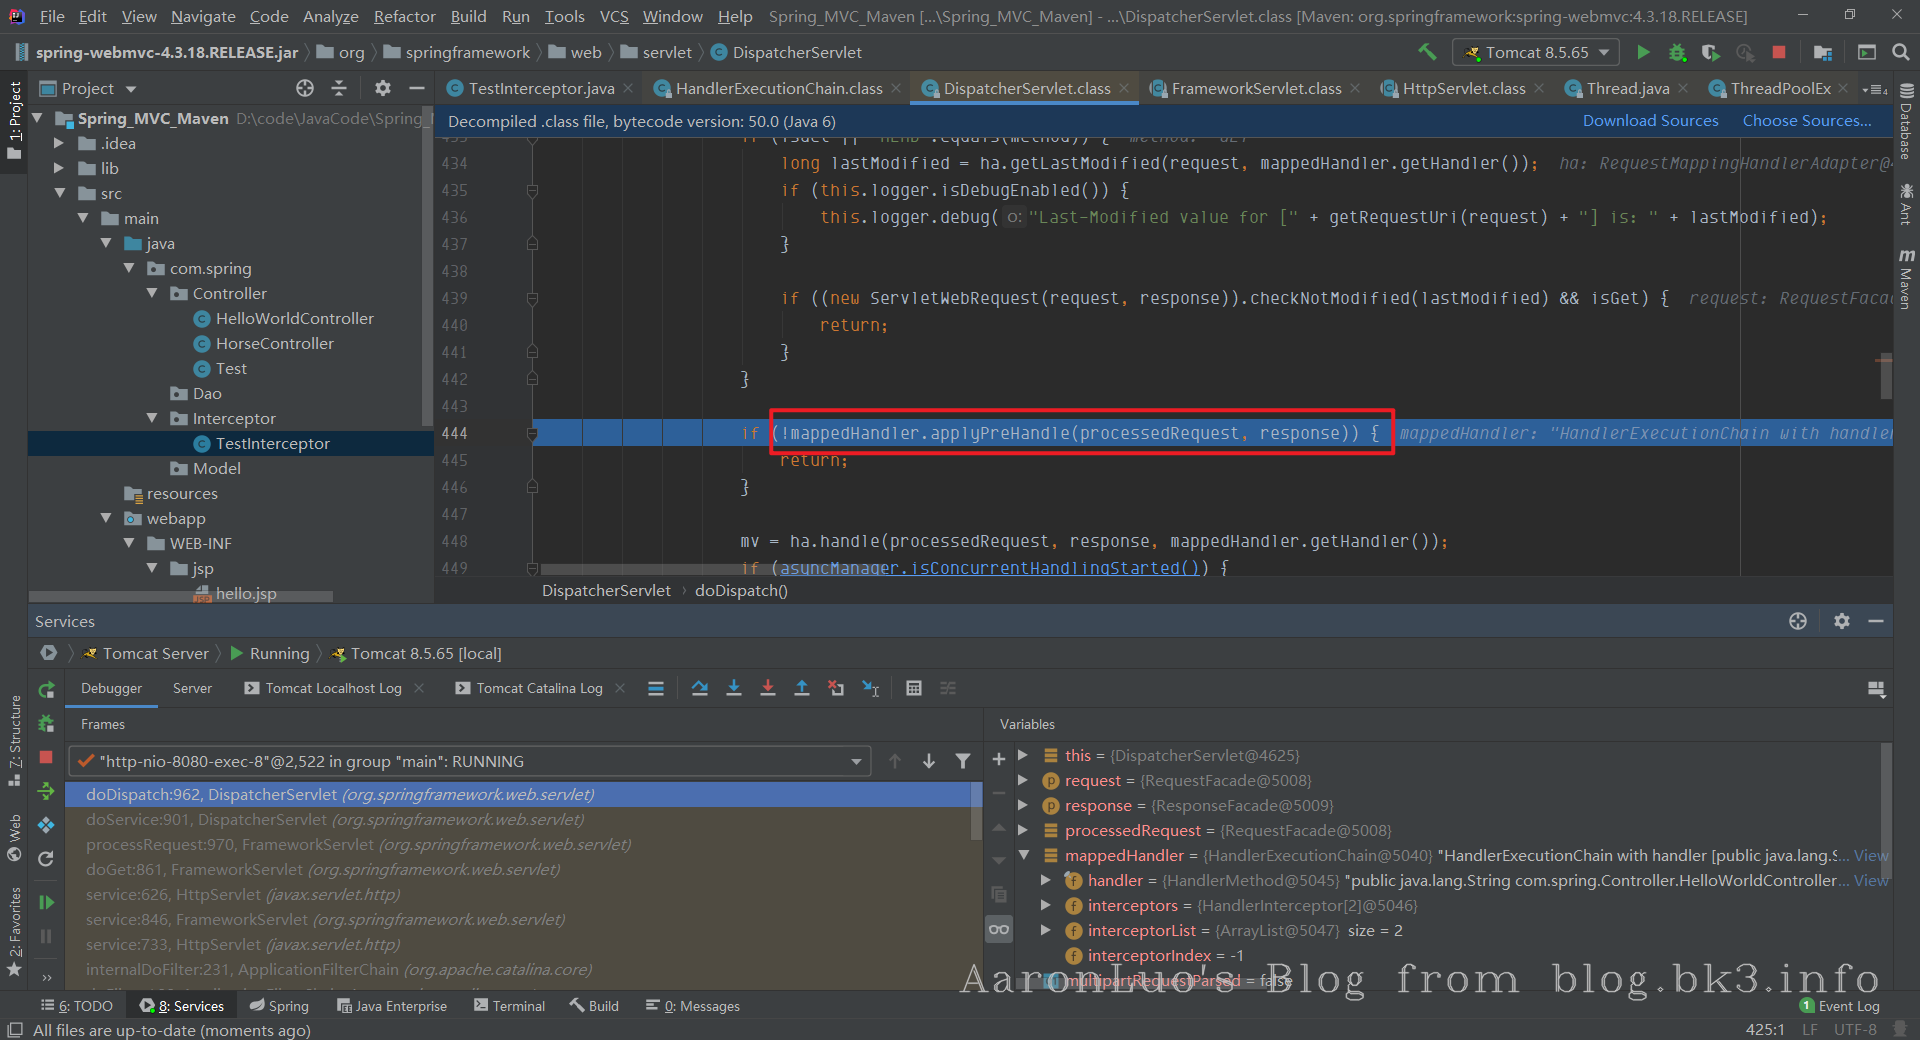 File Edit View Navigate Code Analyze Refactor Build Run Tools VCS Window Help Spring_MVC_Maven [...\Spring_MVC_Maven] - ...\DispatcherServlet.class [Maven: org.springframework:spring-webmvc:4.3.18.RELEASE]
spring-webmvc-4.3.18.RELEASE.jar org springframework web servlet DispatcherServlet Tomcat 8.5.65
Project TestInterceptor.java HandlerExecutionChain.class DispatcherServlet.class FrameworkServlet.class HttpServlet.class Thread.java ThreadPoolEx
1: Project
Spring_MVC_Maven D:\code\JavaCode\Spring_
.idea
lib
src
main
java
com.spring
Controller
HelloWorldController
HorseController
Test
Dao
Interceptor
TestInterceptor
Model
resources
webapp
WEB-INF
jsp
hello.jsp
Decompiled .class file, bytecode version: 50.0 (Java 6) Download Sources Choose Sources...
434 long lastModified = ha.getLastModified(request, mappedHandler.getHandler()); ha: RequestMappingHandlerAdapter@4
435 if (this.logger.isDebugEnabled()) {
436 this.logger.debug( o: "Last-Modified value for [" + getRequestUri(request) + "] is: " + lastModified);
437 }
438
439 if ((new ServletWebRequest(request, response)).checkNotModified(lastModified) && isGet) { request: RequestFacad
440 return;
441 }
442 }
443
444 if (!mappedHandler.applyPreHandle(processedRequest, response)) { mappedHandler: "HandlerExecutionChain with handler
445 return;
446 }
447
448 mv = ha.handle(processedRequest, response, mappedHandler.getHandler());
449 if (asyncManager.isConcurrentHandlingStarted()) {
DispatcherServlet doDispatch()
Database
Ant
Maven
Services
Tomcat Server Running Tomcat 8.5.65 [local]
Debugger Server Tomcat Localhost Log Tomcat Catalina Log
Frames
"http-nio-8080-exec-8"@2,522 in group "main": RUNNING
doDispatch:962, DispatcherServlet (org.springframework.web.servlet)
doService:901, DispatcherServlet (org.springframework.web.servlet)
processRequest:970, FrameworkServlet (org.springframework.web.servlet)
doGet:861, FrameworkServlet (org.springframework.web.servlet)
service:626, HttpServlet (javax.servlet.http)
service:846, FrameworkServlet (org.springframework.web.servlet)
service:733, HttpServlet (javax.servlet.http)
internalDoFilter:231, ApplicationFilterChain (org.apache.catalina.core)
Variables
this = {DispatcherServlet@4625}
request = {RequestFacade@5008}
response = {ResponseFacade@5009}
processedRequest = {RequestFacade@5008}
mappedHandler = {HandlerExecutionChain@5040} "HandlerExecutionChain with handler [public java.lang.S... View
handler = {HandlerMethod@5045} "public java.lang.String com.spring.Controller.HelloWorldController... View
interceptors = {HandlerInterceptor[2]@5046}
interceptorList = {ArrayList@5047} size = 2
interceptorIndex = -1
multipartRequestParsed = false
AaronLuo's Blog from blog.bk3.info
7: Structure
Web
2: Favorites
6: TODO 8: Services Spring Java Enterprise Terminal Build 0: Messages 1 Event Log
All files are up-to-date (moments ago) 425:1 LF UTF-8